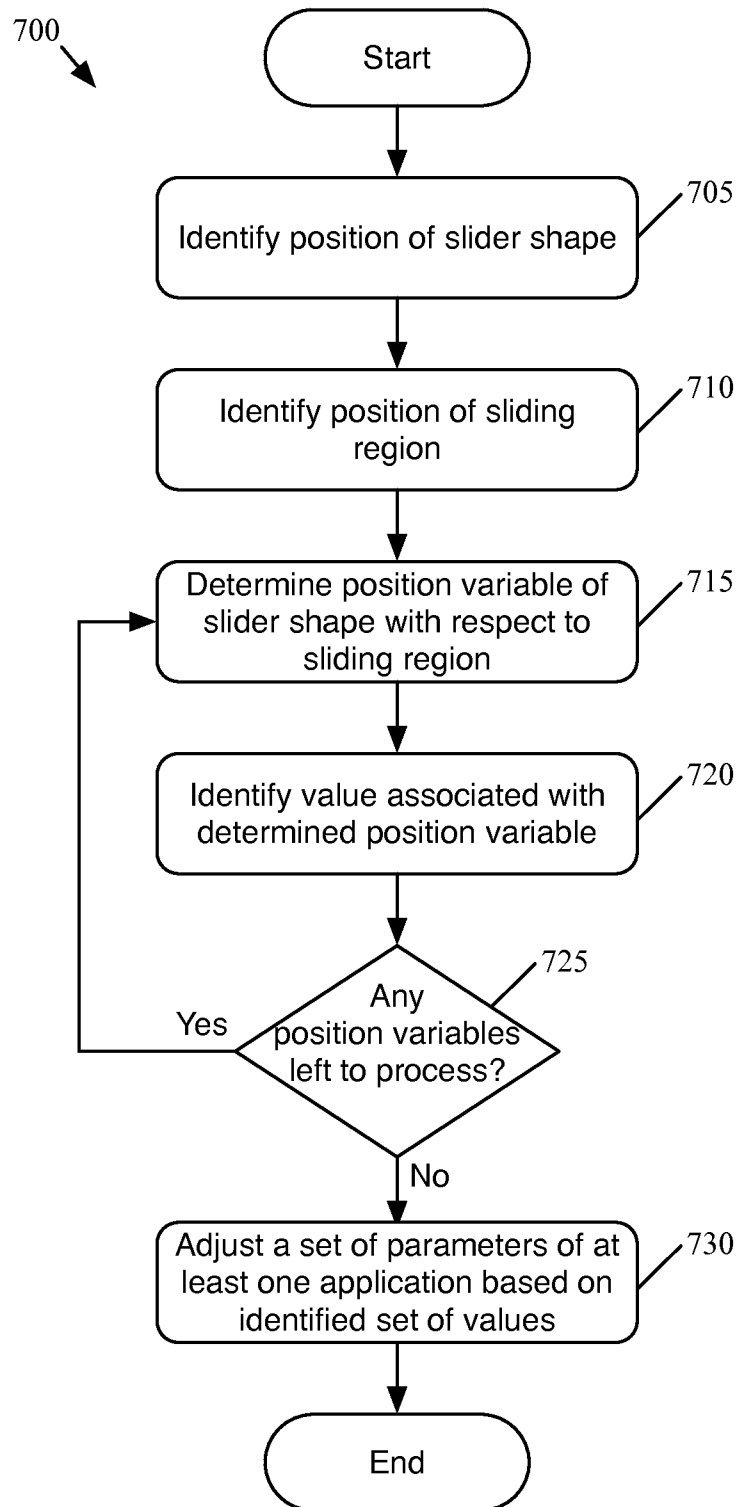 700
Start
705
Identify position of slider shape
710
Identify position of sliding
region
715
Determine position variable of
slider shape with respect to
sliding region
720
Identify value associated with
determined position variable
725
Any
position variables
left to process?
Yes
No
730
Adjust a set of parameters of at
least one application based on
identified set of values
End